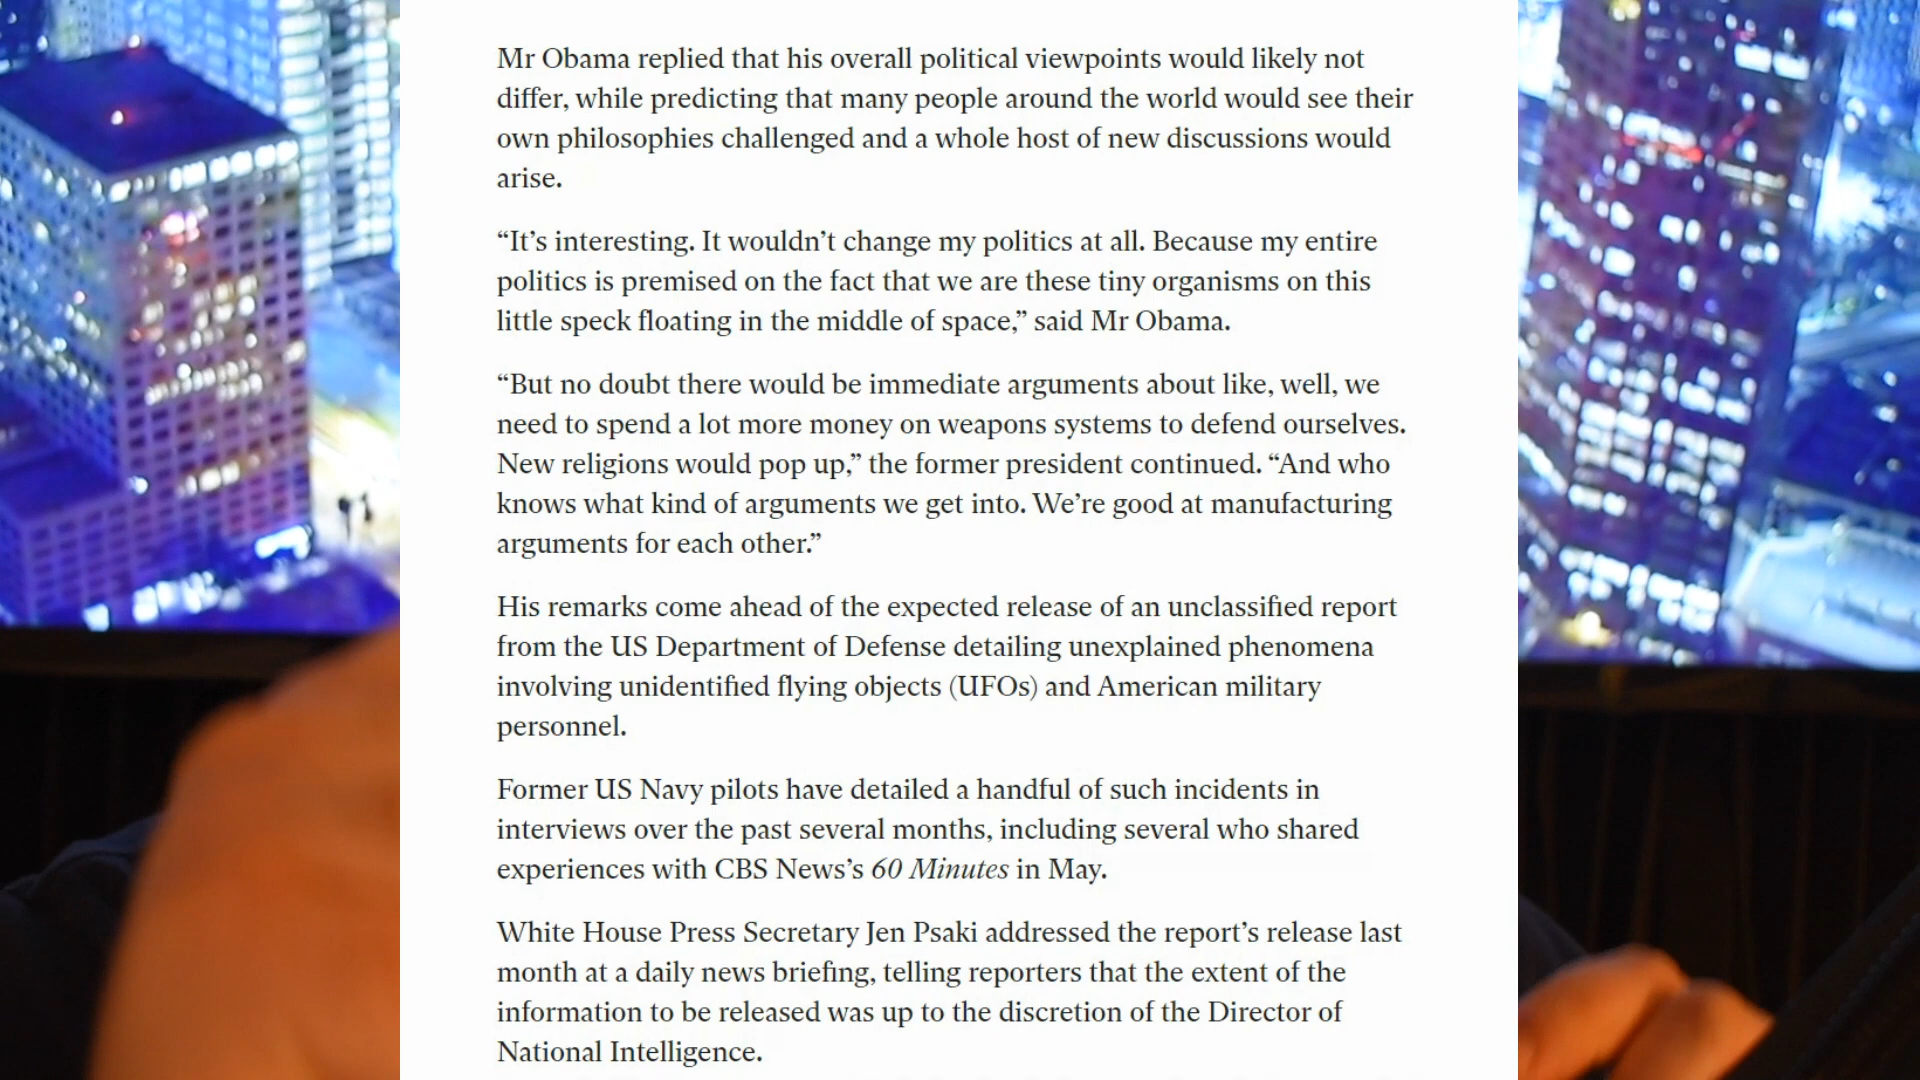 Mr Obama replied that his overall political viewpoints would likely not
differ, while predicting that many people around the world would see their
own philosophies challenged and a whole host of new discussions would
arise.
“It’s interesting. It wouldn’t change my politics at all. Because my entire
politics is premised on the fact that we are these tiny organisms on this
little speck floating in the middle of space,” said Mr Obama.
“But no doubt there would be immediate arguments about like, well, we
need to spend a lot more money on weapons systems to defend ourselves.
New religions would pop up,” the former president continued. “And who
knows what kind of arguments we get into. We’re good at manufacturing
arguments for each other.”
His remarks come ahead of the expected release of an unclassified report
from the US Department of Defense detailing unexplained phenomena
involving unidentified flying objects (UFOs) and American military
personnel.
Former US Navy pilots have detailed a handful of such incidents in
interviews over the past several months, including several who shared
experiences with CBS News’s 60 Minutes in May.
White House Press Secretary Jen Psaki addressed the report’s release last
month at a daily news briefing, telling reporters that the extent of the
information to be released was up to the discretion of the Director of
National Intelligence.